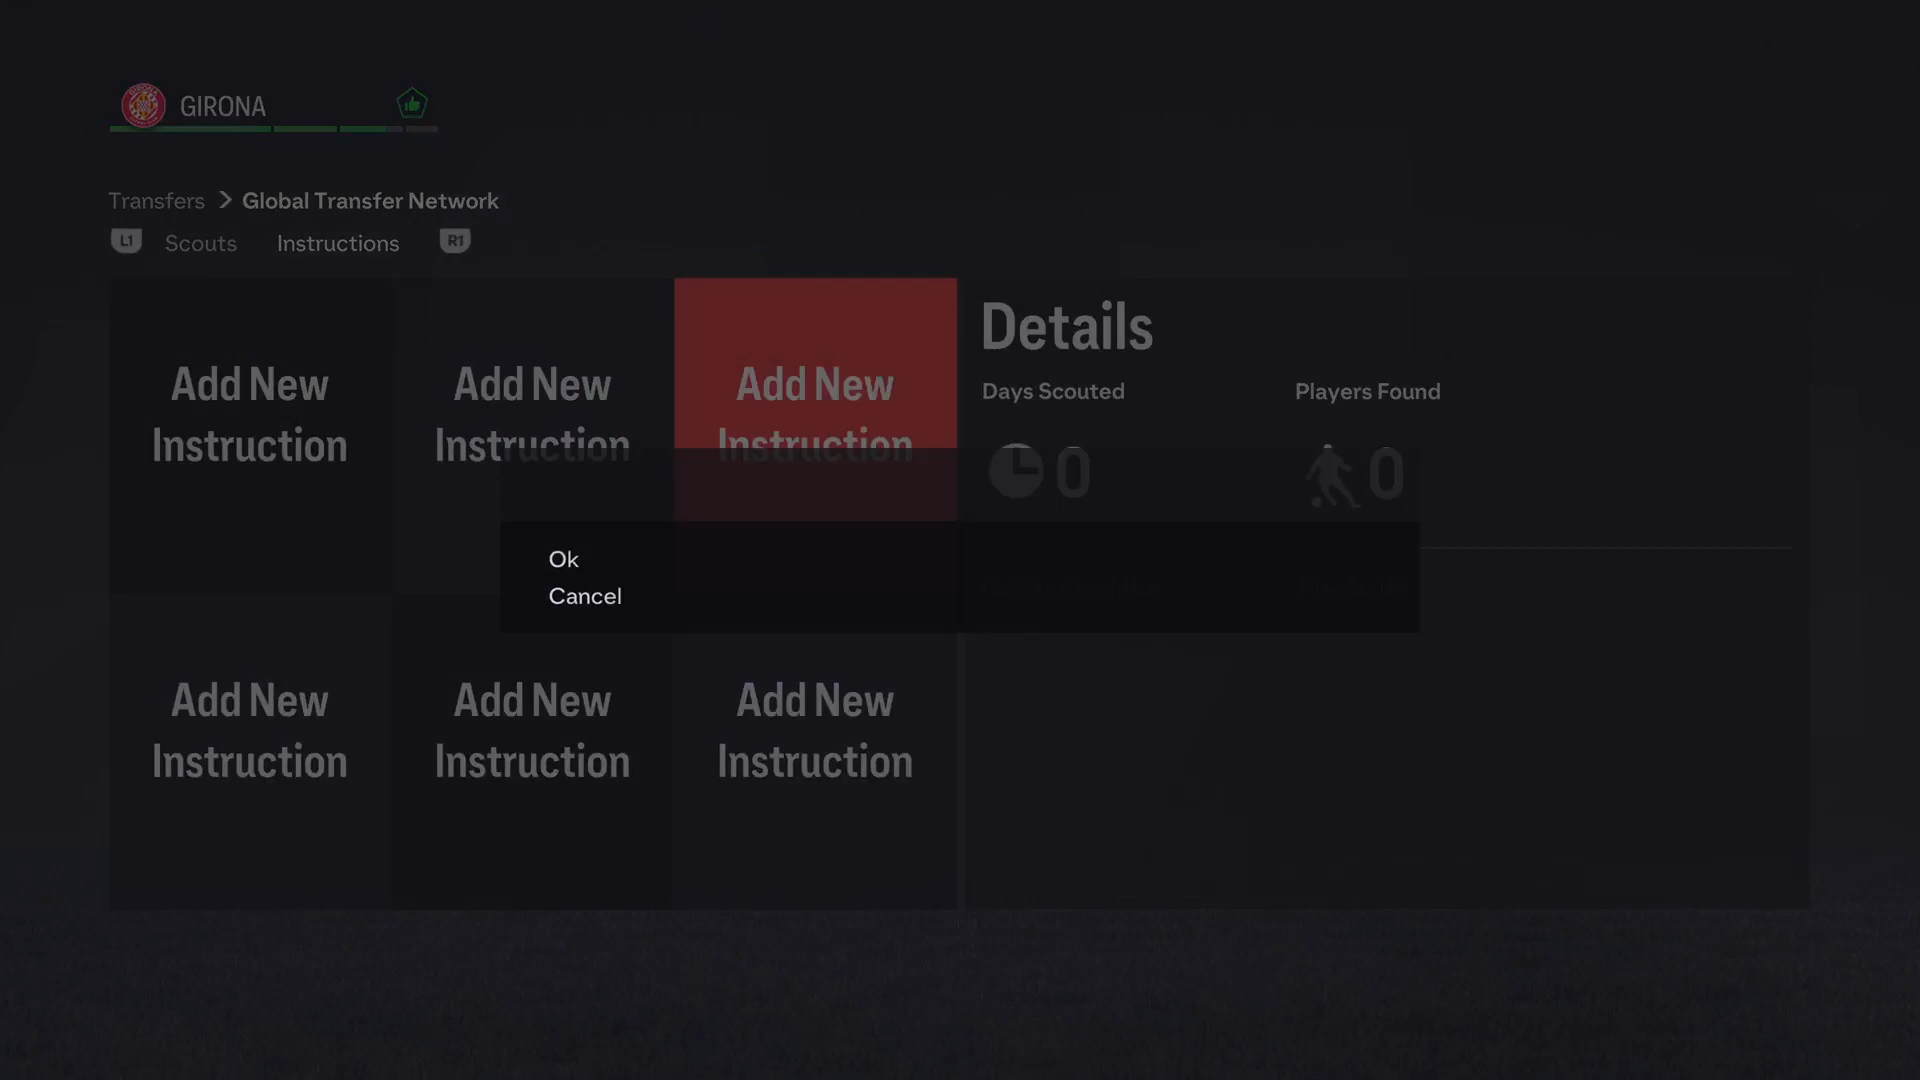 GIRONA
Transfers > Global Transfer Network
L1 Scouts Instructions R1
Add New
Instruction
Add New
Instruction
Add New
Instruction
Details
Days Scouted
Players Found
0
0
Ok
Cancel
Add New
Instruction
Add New
Instruction
Add New
Instruction